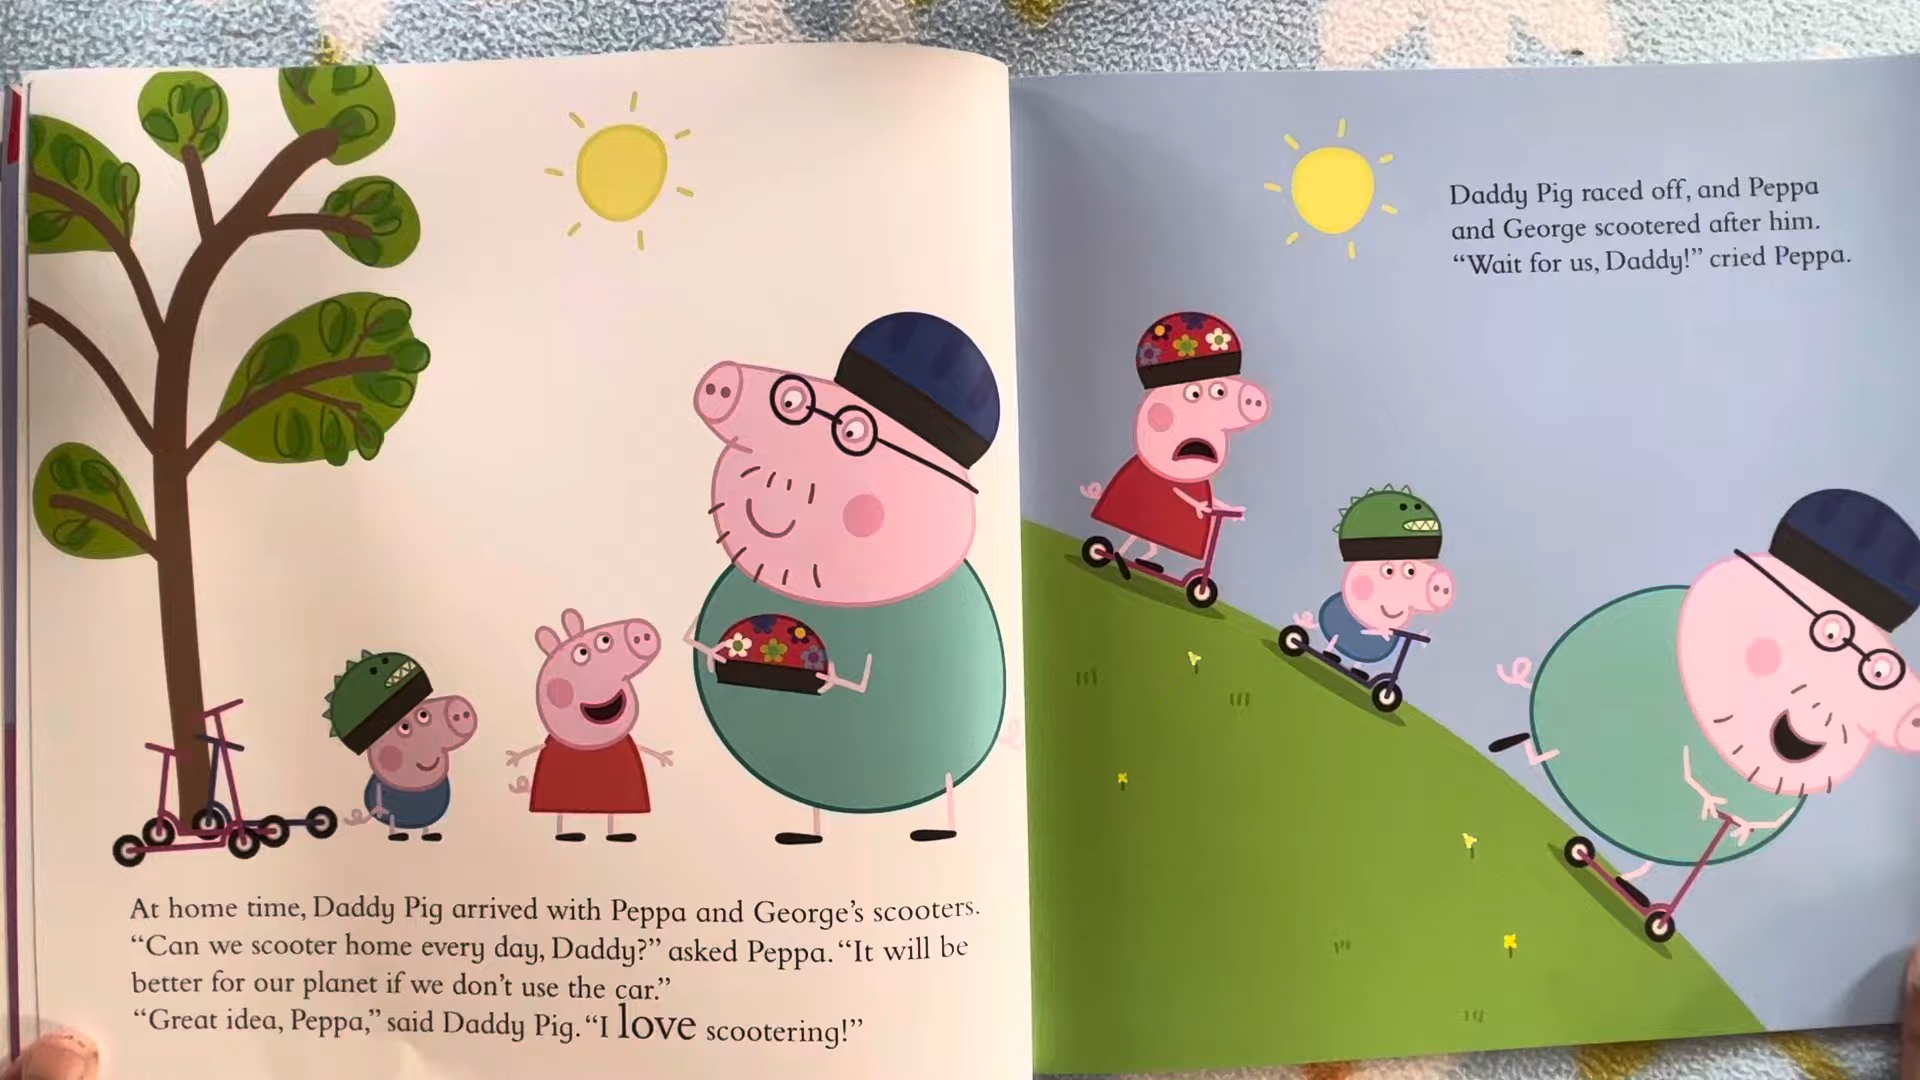 At home time, Daddy Pig arrived with Peppa and George's scooters.
“Can we scooter home every day, Daddy?” asked Peppa. “It will be
better for our planet if we don't use the car.”
“Great idea, Peppa,” said Daddy Pig. “I love scootering!”
Daddy Pig raced off, and Peppa
and George scootered after him.
“Wait for us, Daddy!” cried Peppa.